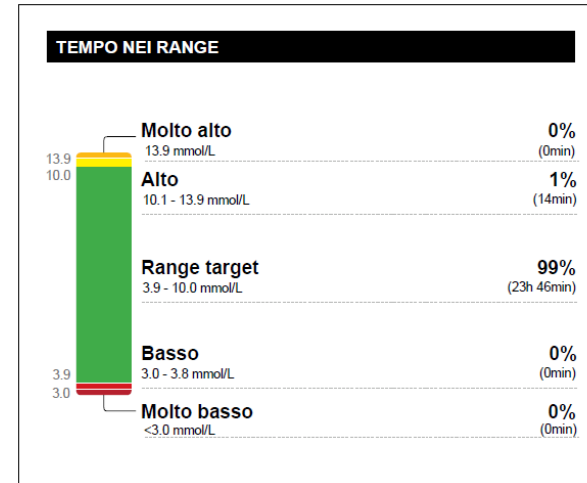 TEMPO NEI RANGE
Molto alto 0%
13.9 mmol/L (0min)
13.9
10.0
Alto 1%
10.1 - 13.9 mmol/L (14min)
Range target 99%
3.9 - 10.0 mmol/L (23h 46min)
Basso 0%
3.9
3.0 - 3.8 mmol/L (0min)
3.0
Molto basso 0%
<3.0 mmol/L (0min)